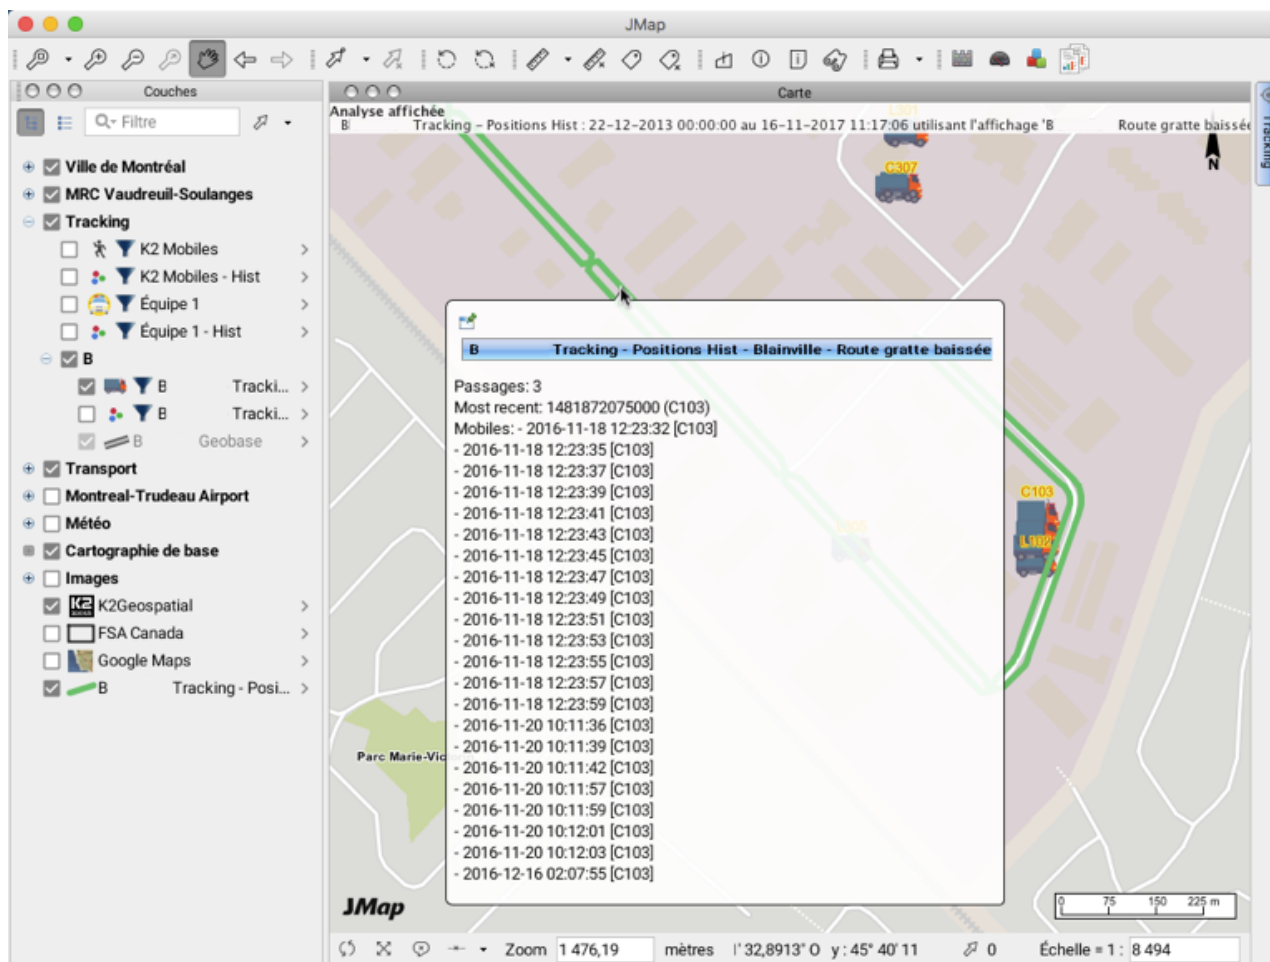 JMap
Couches
Filtre
Ville de Montréal
MRC Vaudreuil-Soulanges
Tracking
K2 Mobiles
K2 Mobiles - Hist
Équipe 1
Équipe 1 - Hist
B
B Tracki...
B Tracki...
B Geobase
Transport
Montreal-Trudeau Airport
Météo
Cartographie de base
Images
K2Geospatial
FSA Canada
Google Maps
B Tracking - Posi...
Carte
Analyse affichée
B Tracking - Positions Hist : 22-12-2013 00:00:00 au 16-11-2017 11:17:06 utilisant l'affichage 'B Route gratte baissée
Tracking
L301
C307
N
B Tracking - Positions Hist - Blainville - Route gratte baissée
Passages: 3
Most recent: 1481872075000 (C103)
Mobiles: - 2016-11-18 12:23:32 [C103]
- 2016-11-18 12:23:35 [C103]
- 2016-11-18 12:23:37 [C103]
- 2016-11-18 12:23:39 [C103]
- 2016-11-18 12:23:41 [C103]
- 2016-11-18 12:23:43 [C103]
- 2016-11-18 12:23:45 [C103]
- 2016-11-18 12:23:47 [C103]
- 2016-11-18 12:23:49 [C103]
- 2016-11-18 12:23:51 [C103]
- 2016-11-18 12:23:53 [C103]
- 2016-11-18 12:23:55 [C103]
- 2016-11-18 12:23:57 [C103]
- 2016-11-18 12:23:59 [C103]
- 2016-11-20 10:11:36 [C103]
- 2016-11-20 10:11:39 [C103]
- 2016-11-20 10:11:42 [C103]
- 2016-11-20 10:11:57 [C103]
- 2016-11-20 10:11:59 [C103]
- 2016-11-20 10:12:01 [C103]
- 2016-11-20 10:12:03 [C103]
- 2016-12-16 02:07:55 [C103]
C103
L102
Parc Marie-Vic
JMap
0 75 150 225 m
Zoom 1 476,19 mètres I' 32,8913" O y : 45° 40' 11 0 Échelle = 1 : 8 494